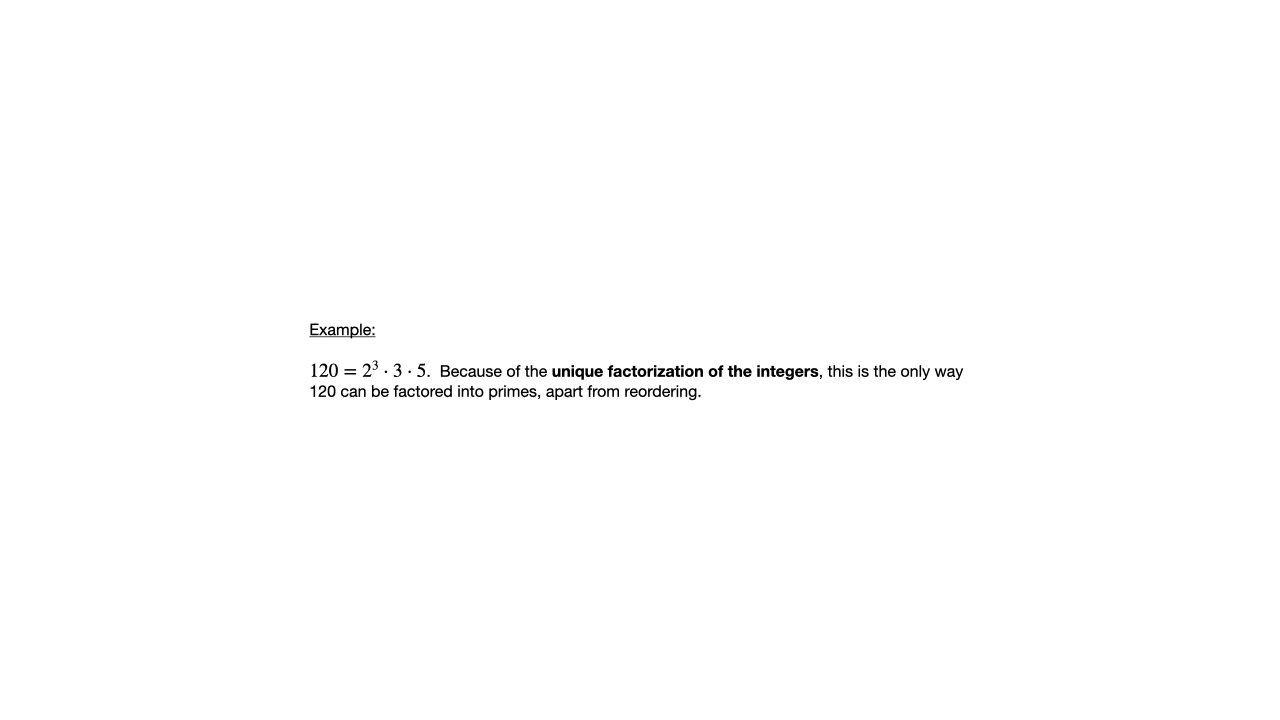 Example:
120 = 2³ · 3 · 5. Because of the unique factorization of the integers, this is the only way
120 can be factored into primes, apart from reordering.